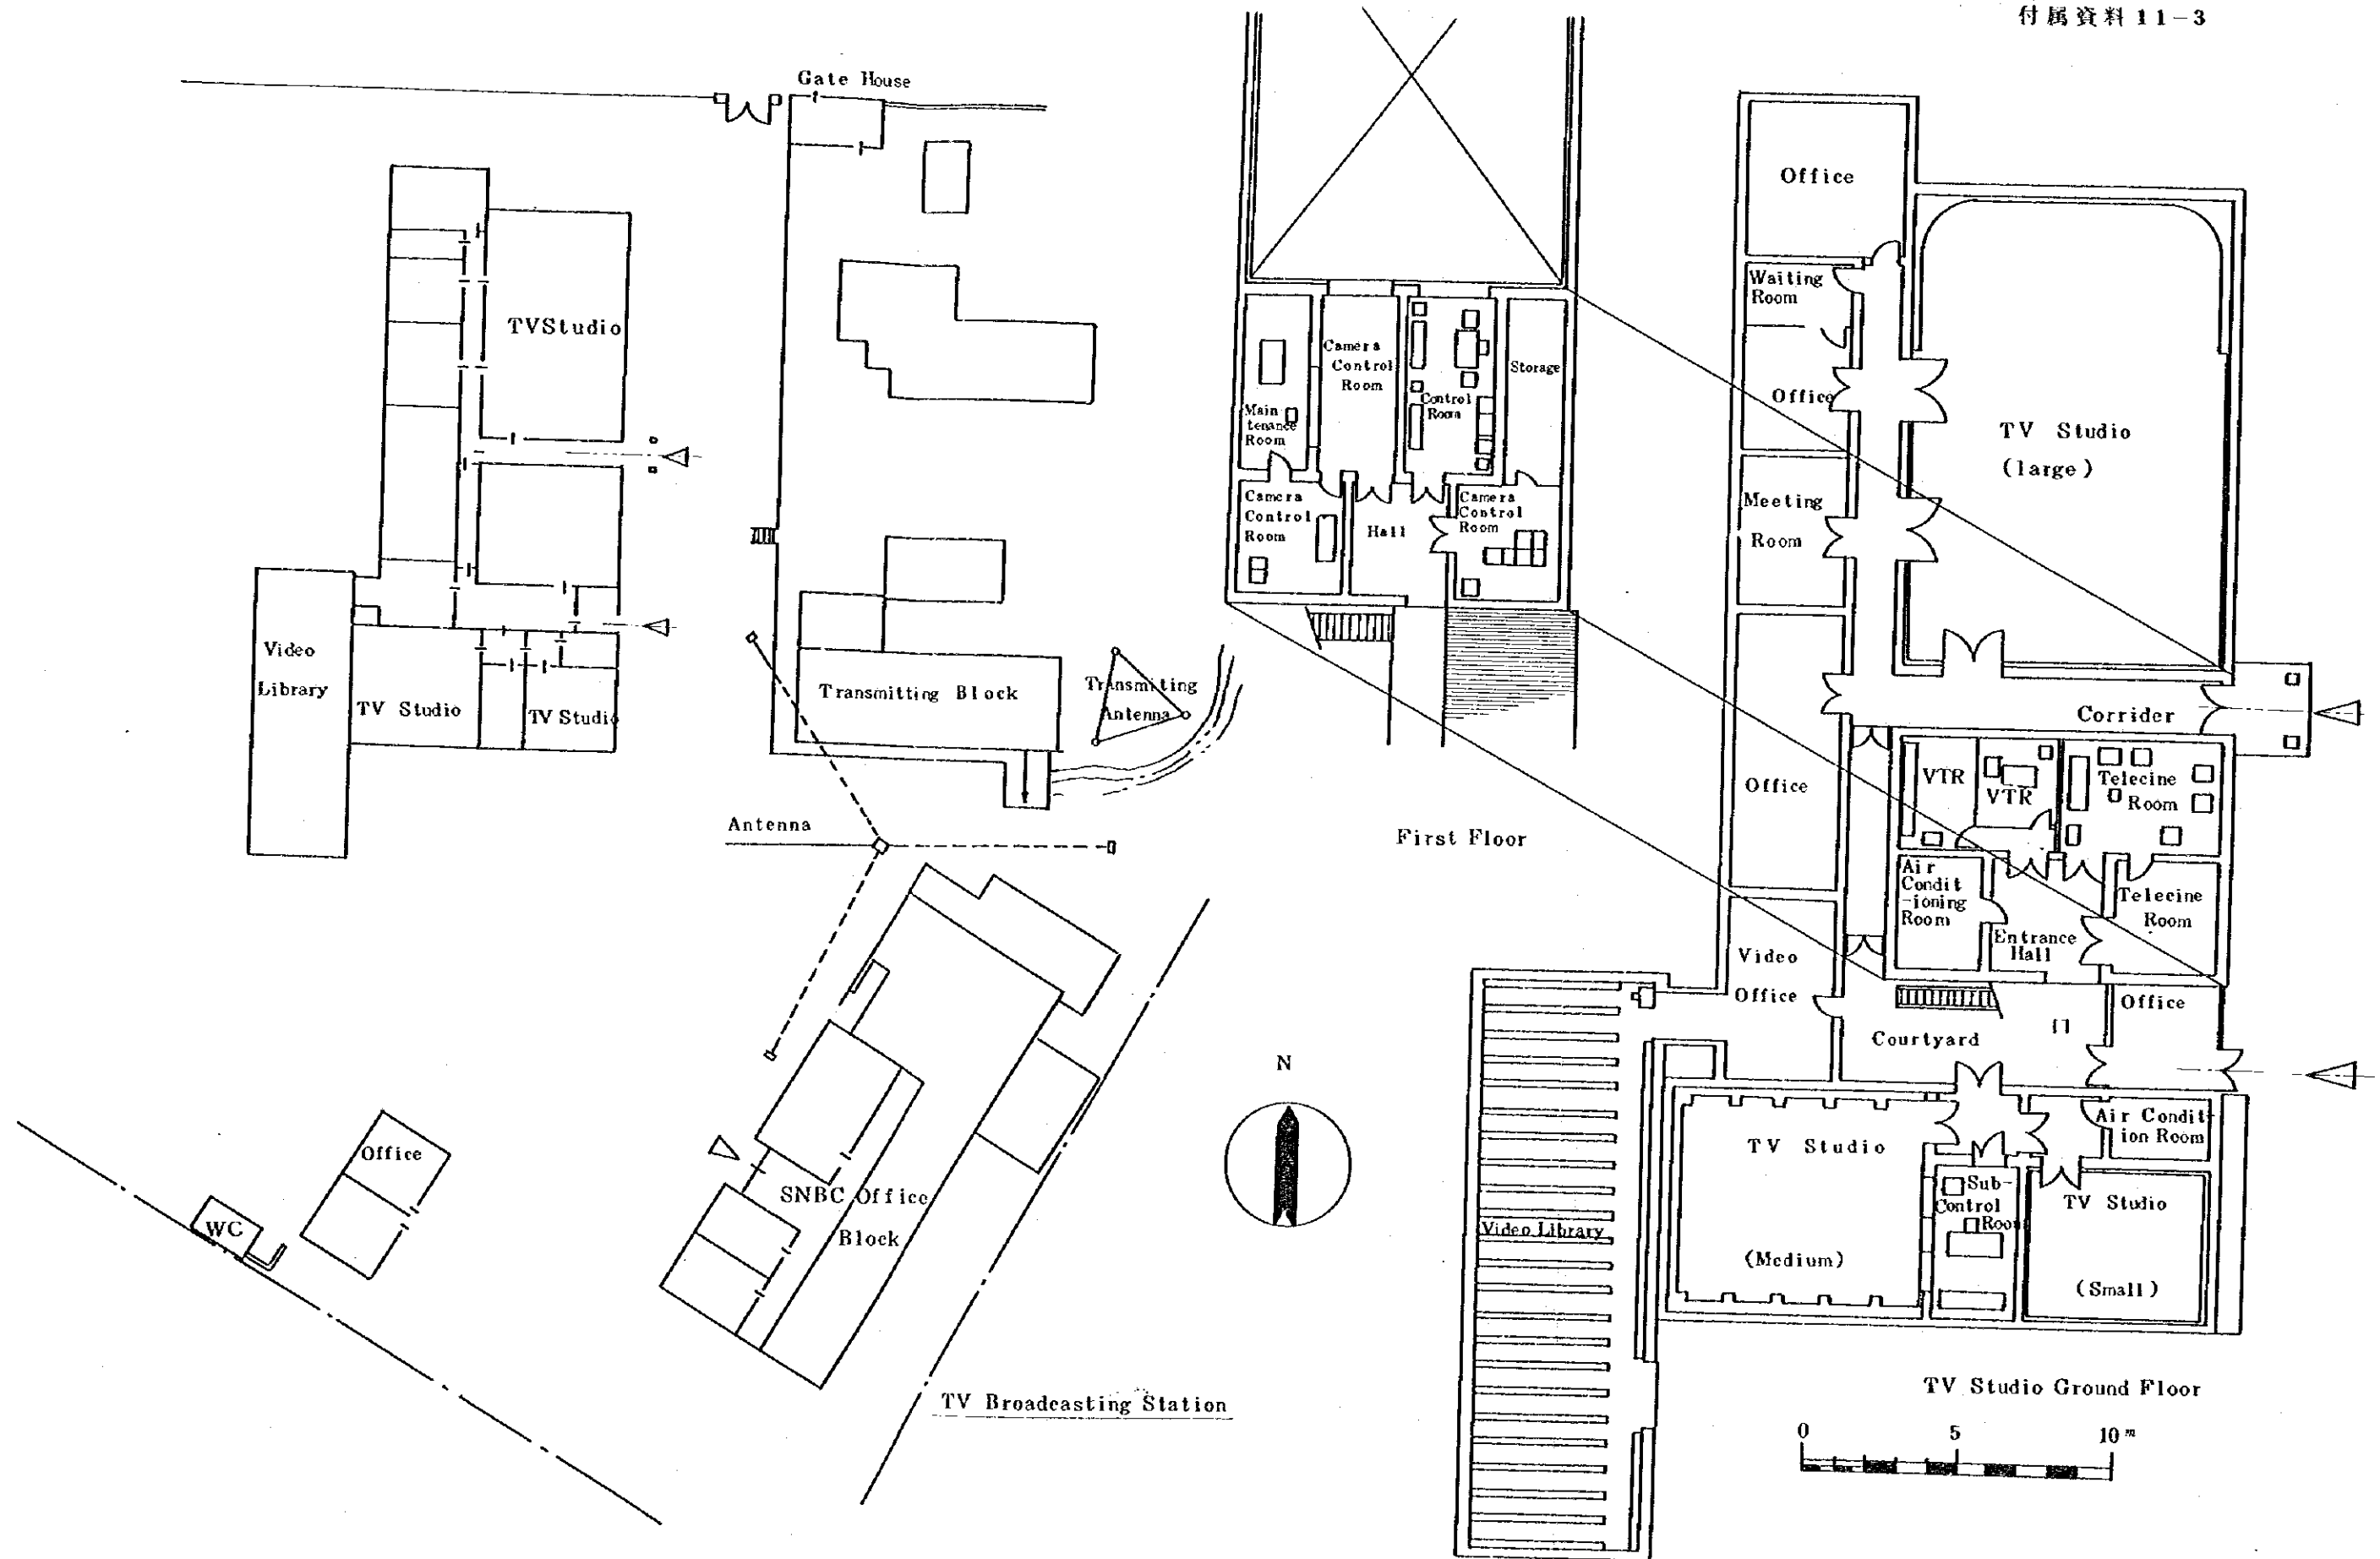 付属資料 11-3
Gate House
TVStudio
Video
Library
TV Studio
TV Studio
Transmitting Block
Transmitting
Antenna
Antenna
Office
WC
SNBC Office
Block
TV Broadcasting Station
N
Main
tenance
Room
Camera
Control
Room
Control
Room
Storage
Camera
Control
Room
Hall
Camera
Control
Room
First Floor
Office
Waiting
Room
Office
Meeting
Room
TV Studio
(large)
Corrider
Office
VTR
VTR
Telecine
Room
Air
Condit
-ioning
Room
Entrance
Hall
Telecine
Room
Video
Office
Office
Courtyard
Video Library
TV Studio
(Medium)
Sub-
Control
Room
Air Condit-
ion Room
TV Studio
(Small)
TV Studio Ground Floor
0 5 10 m